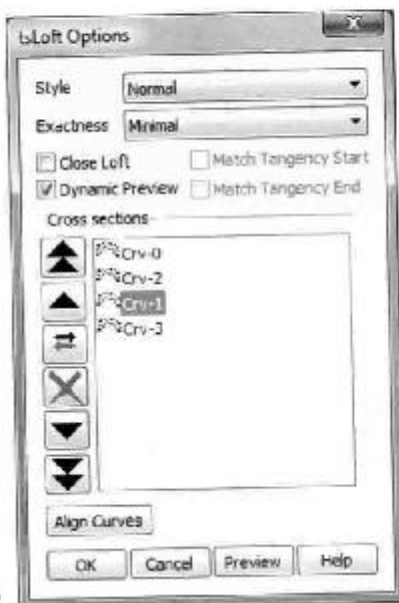 tsLoft Options
Style Normal
Exactness Minimal
Close Loft Match Tangency Start
Dynamic Preview Match Tangency End
Cross sections
Crv-0
Crv-2
Crv-1
Crv-3
Align Curves
OK Cancel Preview Help